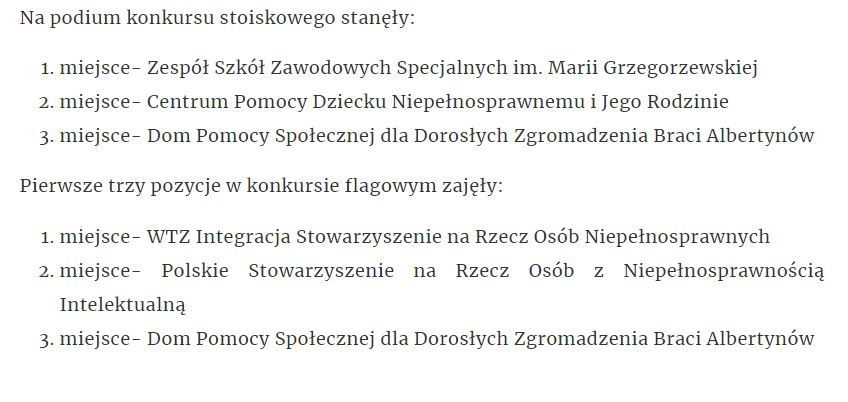 Na podium konkursu stoiskowego stanęły:
1. miejsce- Zespół Szkół Zawodowych Specjalnych im. Marii Grzegorzewskiej
2. miejsce- Centrum Pomocy Dziecku Niepełnosprawnemu i Jego Rodzinie
3. miejsce- Dom Pomocy Społecznej dla Dorosłych Zgromadzenia Braci Albertynów
Pierwsze trzy pozycje w konkursie flagowym zajęły:
1. miejsce- WTZ Integracja Stowarzyszenie na Rzecz Osób Niepełnosprawnych
2. miejsce- Polskie Stowarzyszenie na Rzecz Osób z Niepełnosprawnością
Intelektualną
3. miejsce- Dom Pomocy Społecznej dla Dorosłych Zgromadzenia Braci Albertynów